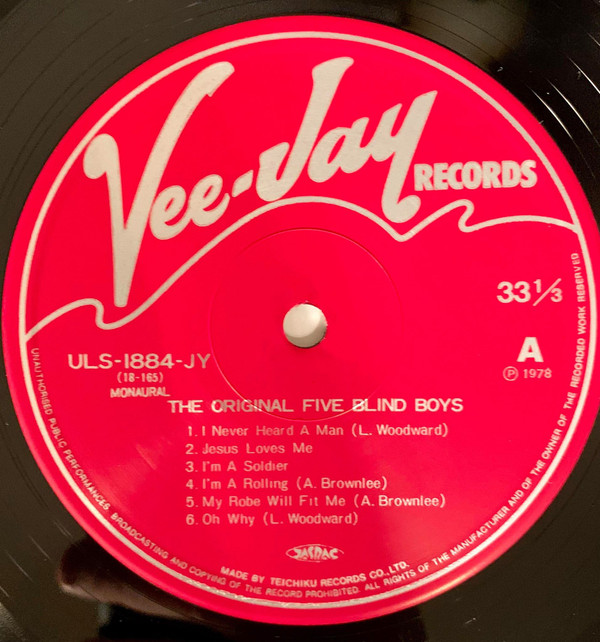 Vee-Jay
RECORDS
33 1/3
ULS-1884-JY
(18-165)
MONAURAL
A
Ⓟ 1978
THE ORIGINAL FIVE BLIND BOYS
1. I Never Heard A Man (L. Woodward)
2. Jesus Loves Me
3. I'm A Soldier
4. I'm A Rolling (A. Brownlee)
5. My Robe Will Fit Me (A. Brownlee)
6. Oh Why (L. Woodward)
JASRAC
MADE BY TEICHIKU RECORDS CO., LTD.
UNAUTHORISED PUBLIC PERFORMANCES, BROADCASTING AND COPYING OF THE RECORD PROHIBITED. ALL RIGHTS OF THE MANUFACTURER AND OF THE OWNER OF THE RECORDED WORK RESERVED